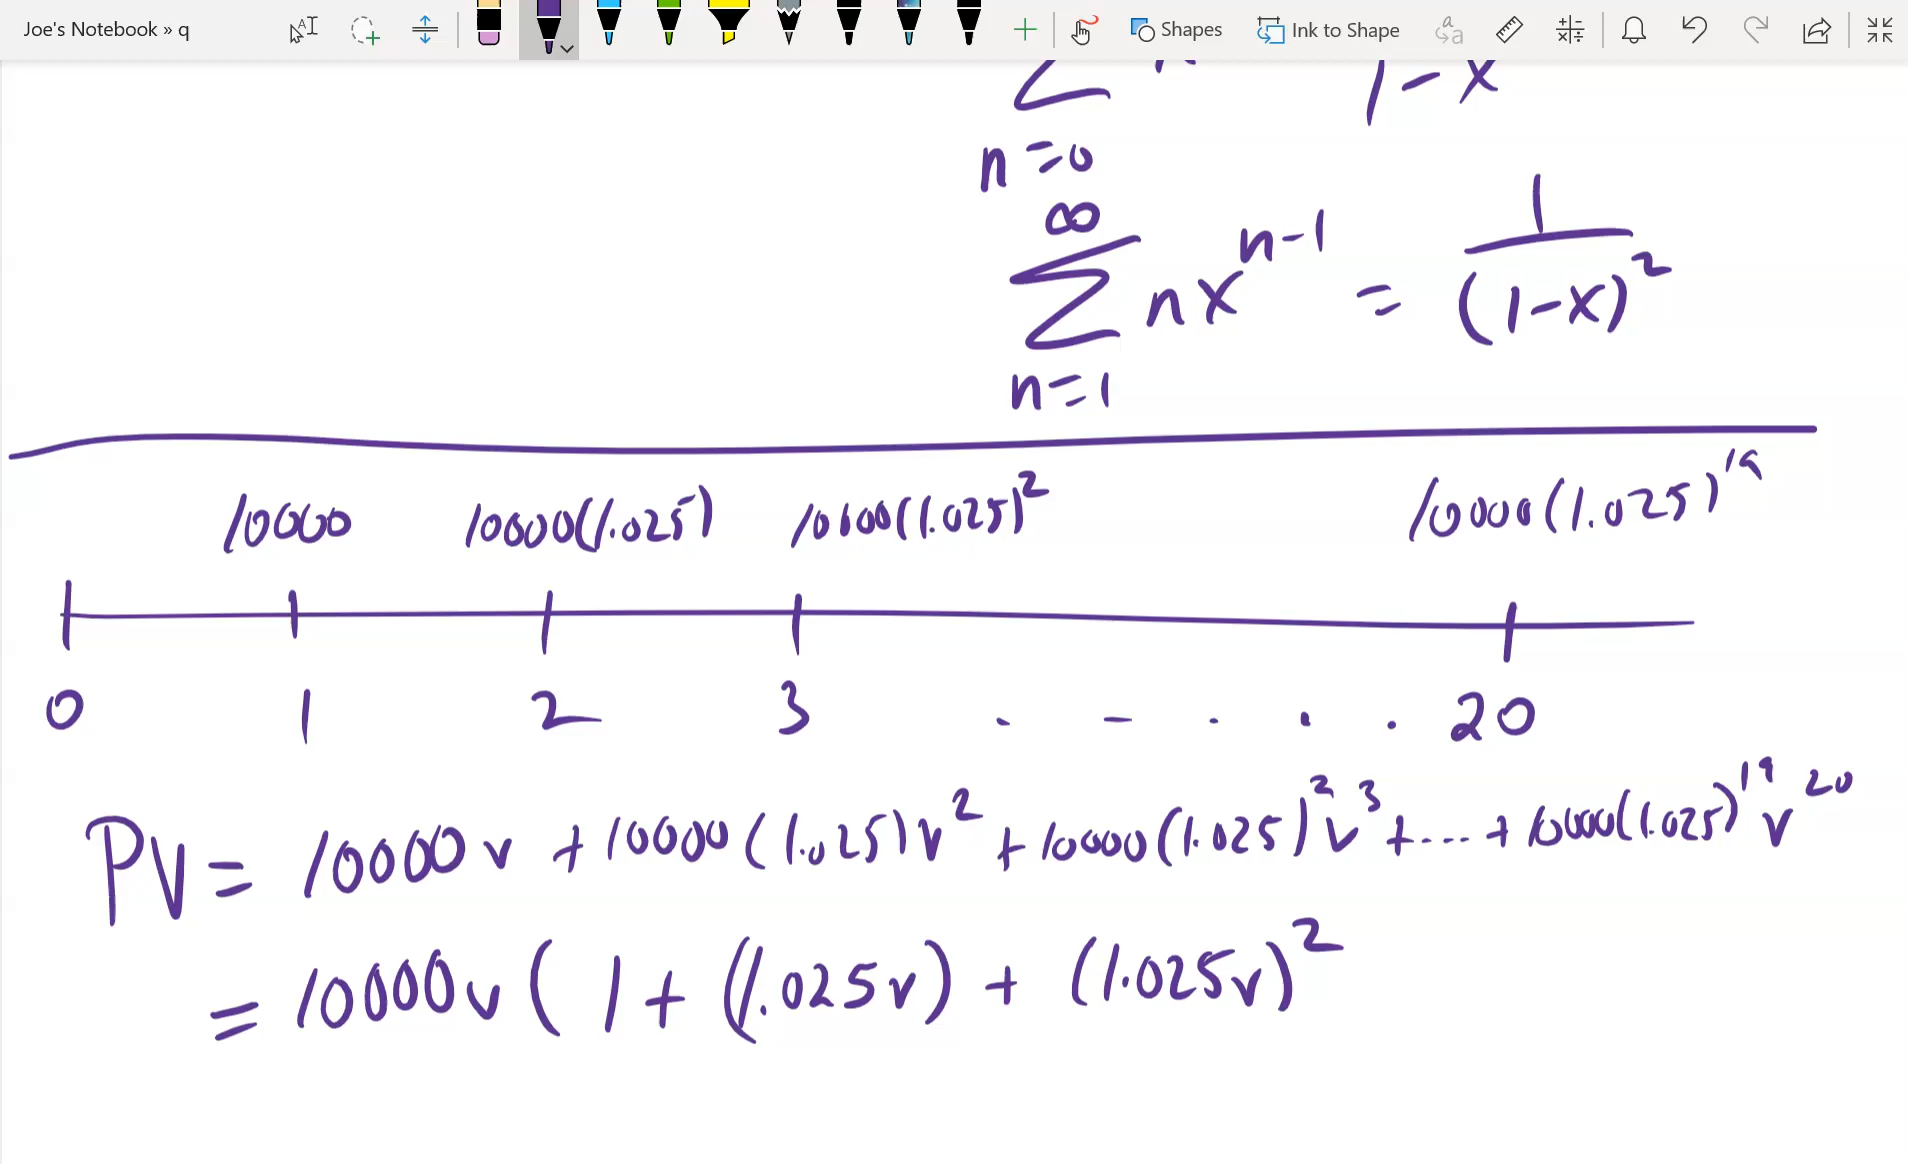 Joe's Notebook » q
Shapes
Ink to Shape
∑ 1-x
n=0
∞
∑ nx^{n-1} = 1/(1-x)^2
n=1
10000 10000(1.025) 10000(1.025)^2 10000(1.025)^19
0 1 2 3 . - . . . 20
PV = 10000v + 10000(1.025)v^2 + 10000(1.025)^2 v^3 + ... + 10000(1.025)^19 v^20
= 10000v ( 1 + (1.025v) + (1.025v)^2